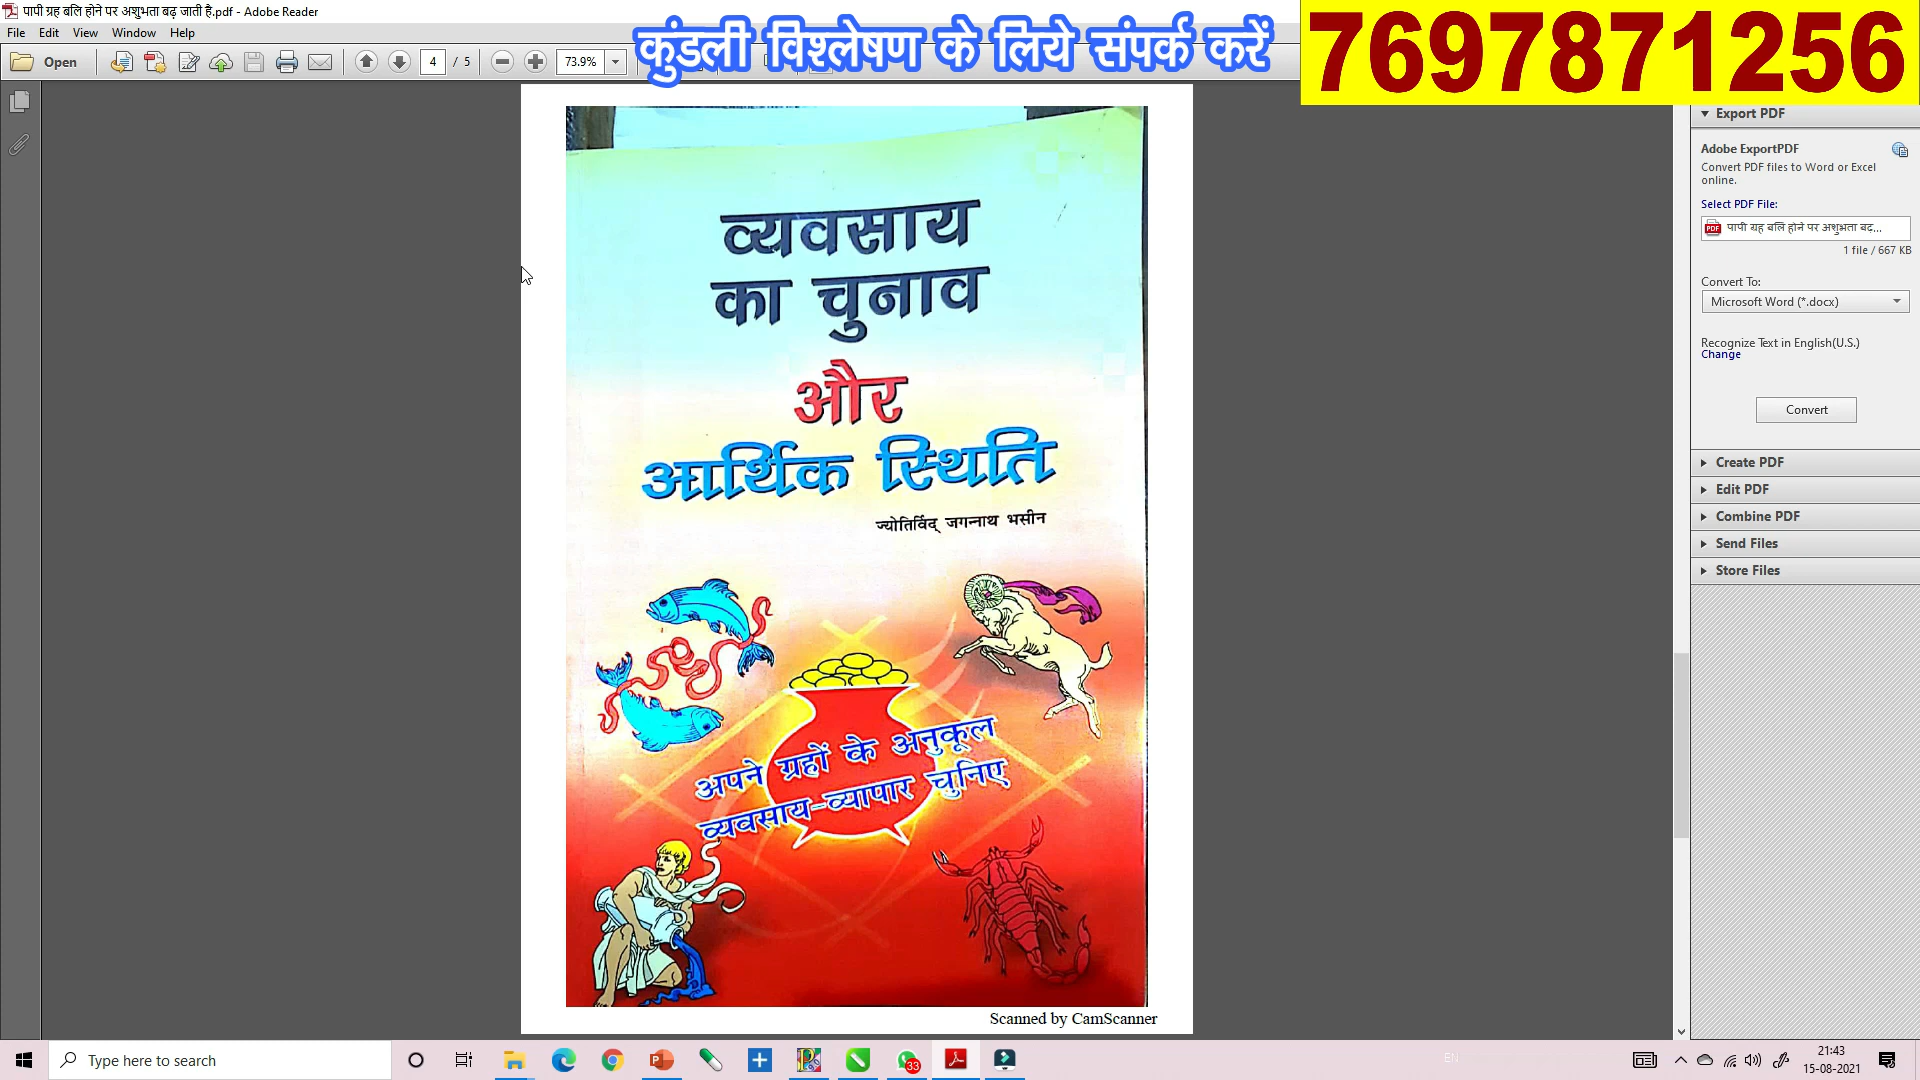 पापी ग्रह बलि होने पर अशुभता बढ़ जाती है.pdf - Adobe Reader
File Edit View Window Help
Open
4 / 5
73.9%
कुंडली विश्लेषण के लिये संपर्क करें
7697871256
व्यवसाय
का चुनाव
और
आर्थिक स्थिति
ज्योतिर्विद् जगन्नाथ भसीन
अपने ग्रहों के अनुकूल
व्यवसाय-व्यापार चुनिए
Scanned by CamScanner
Export PDF
Adobe ExportPDF
Convert PDF files to Word or Excel
online.
Select PDF File:
पापी ग्रह बलि होने पर अशुभता बढ़...
1 file / 667 KB
Convert To:
Microsoft Word (*.docx)
Recognize Text in English(U.S.)
Change
Convert
Create PDF
Edit PDF
Combine PDF
Send Files
Store Files
Type here to search
33
EN
21:43
15-08-2021